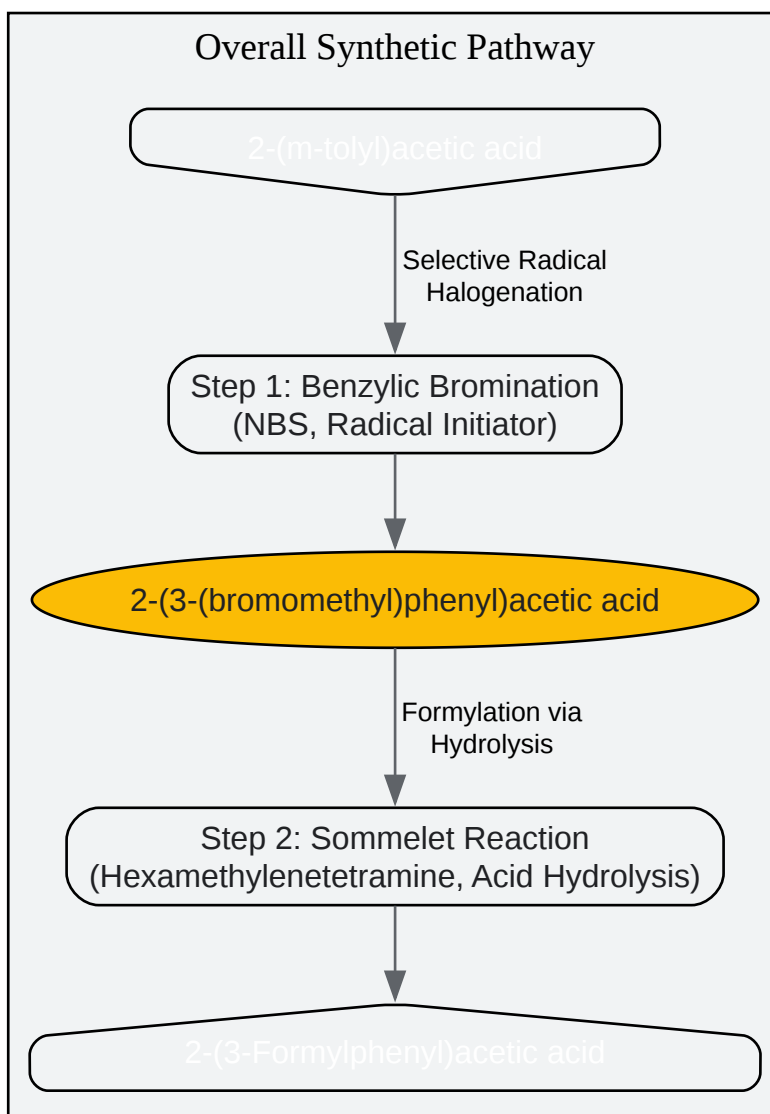 Overall Synthetic Pathway
2-(m-tolyl)acetic acid
Selective Radical
Halogenation
Step 1: Benzylic Bromination
(NBS, Radical Initiator)
2-(3-(bromomethyl)phenyl)acetic acid
Formylation via
Hydrolysis
Step 2: Sommelet Reaction
(Hexamethylenetetramine, Acid Hydrolysis)
2-(3-Formylphenyl)acetic acid